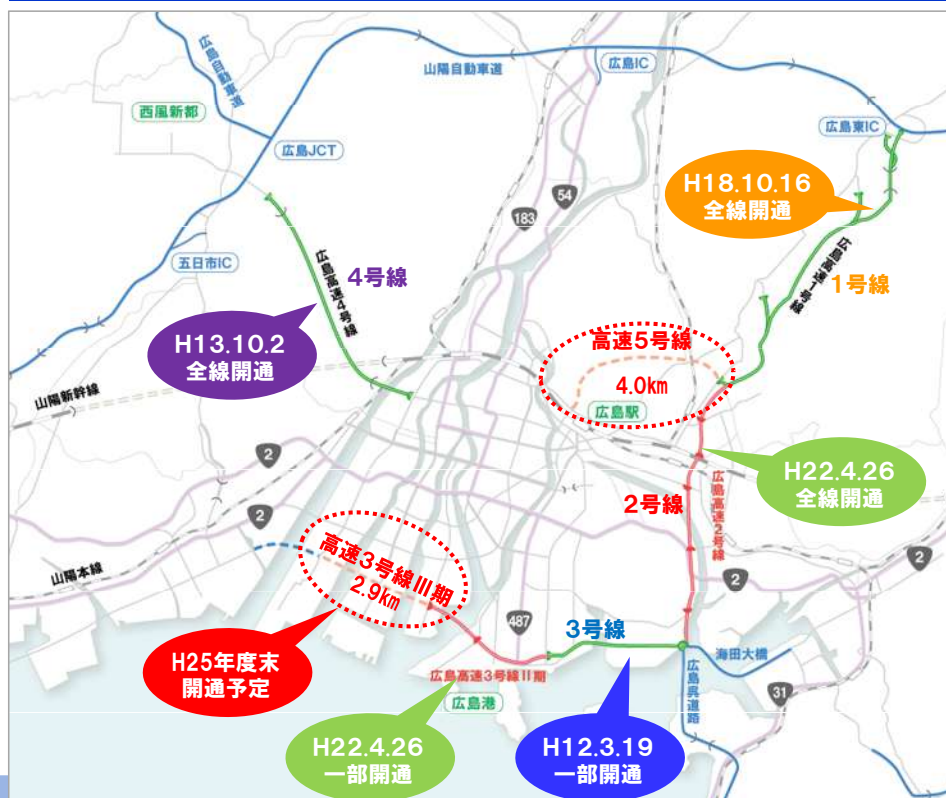 広島自動車道
西風新都
山陽自動車道
広島IC
広島東IC
広島JCT
H18.10.16
全線開通
54
183
五日市IC
4号線
広島高速4号線
広島高速1号線
1号線
H13.10.2
全線開通
高速5号線
4.0km
広島駅
山陽新幹線
2
H22.4.26
全線開通
2号線
広島高速2号線
2
山陽本線
高速3号線Ⅲ期
2.9km
2
2
487
3号線
H25年度末
開通予定
広島高速3号線Ⅱ期
広島港
海田大橋
広島呉道路
31
H22.4.26
一部開通
H12.3.19
一部開通